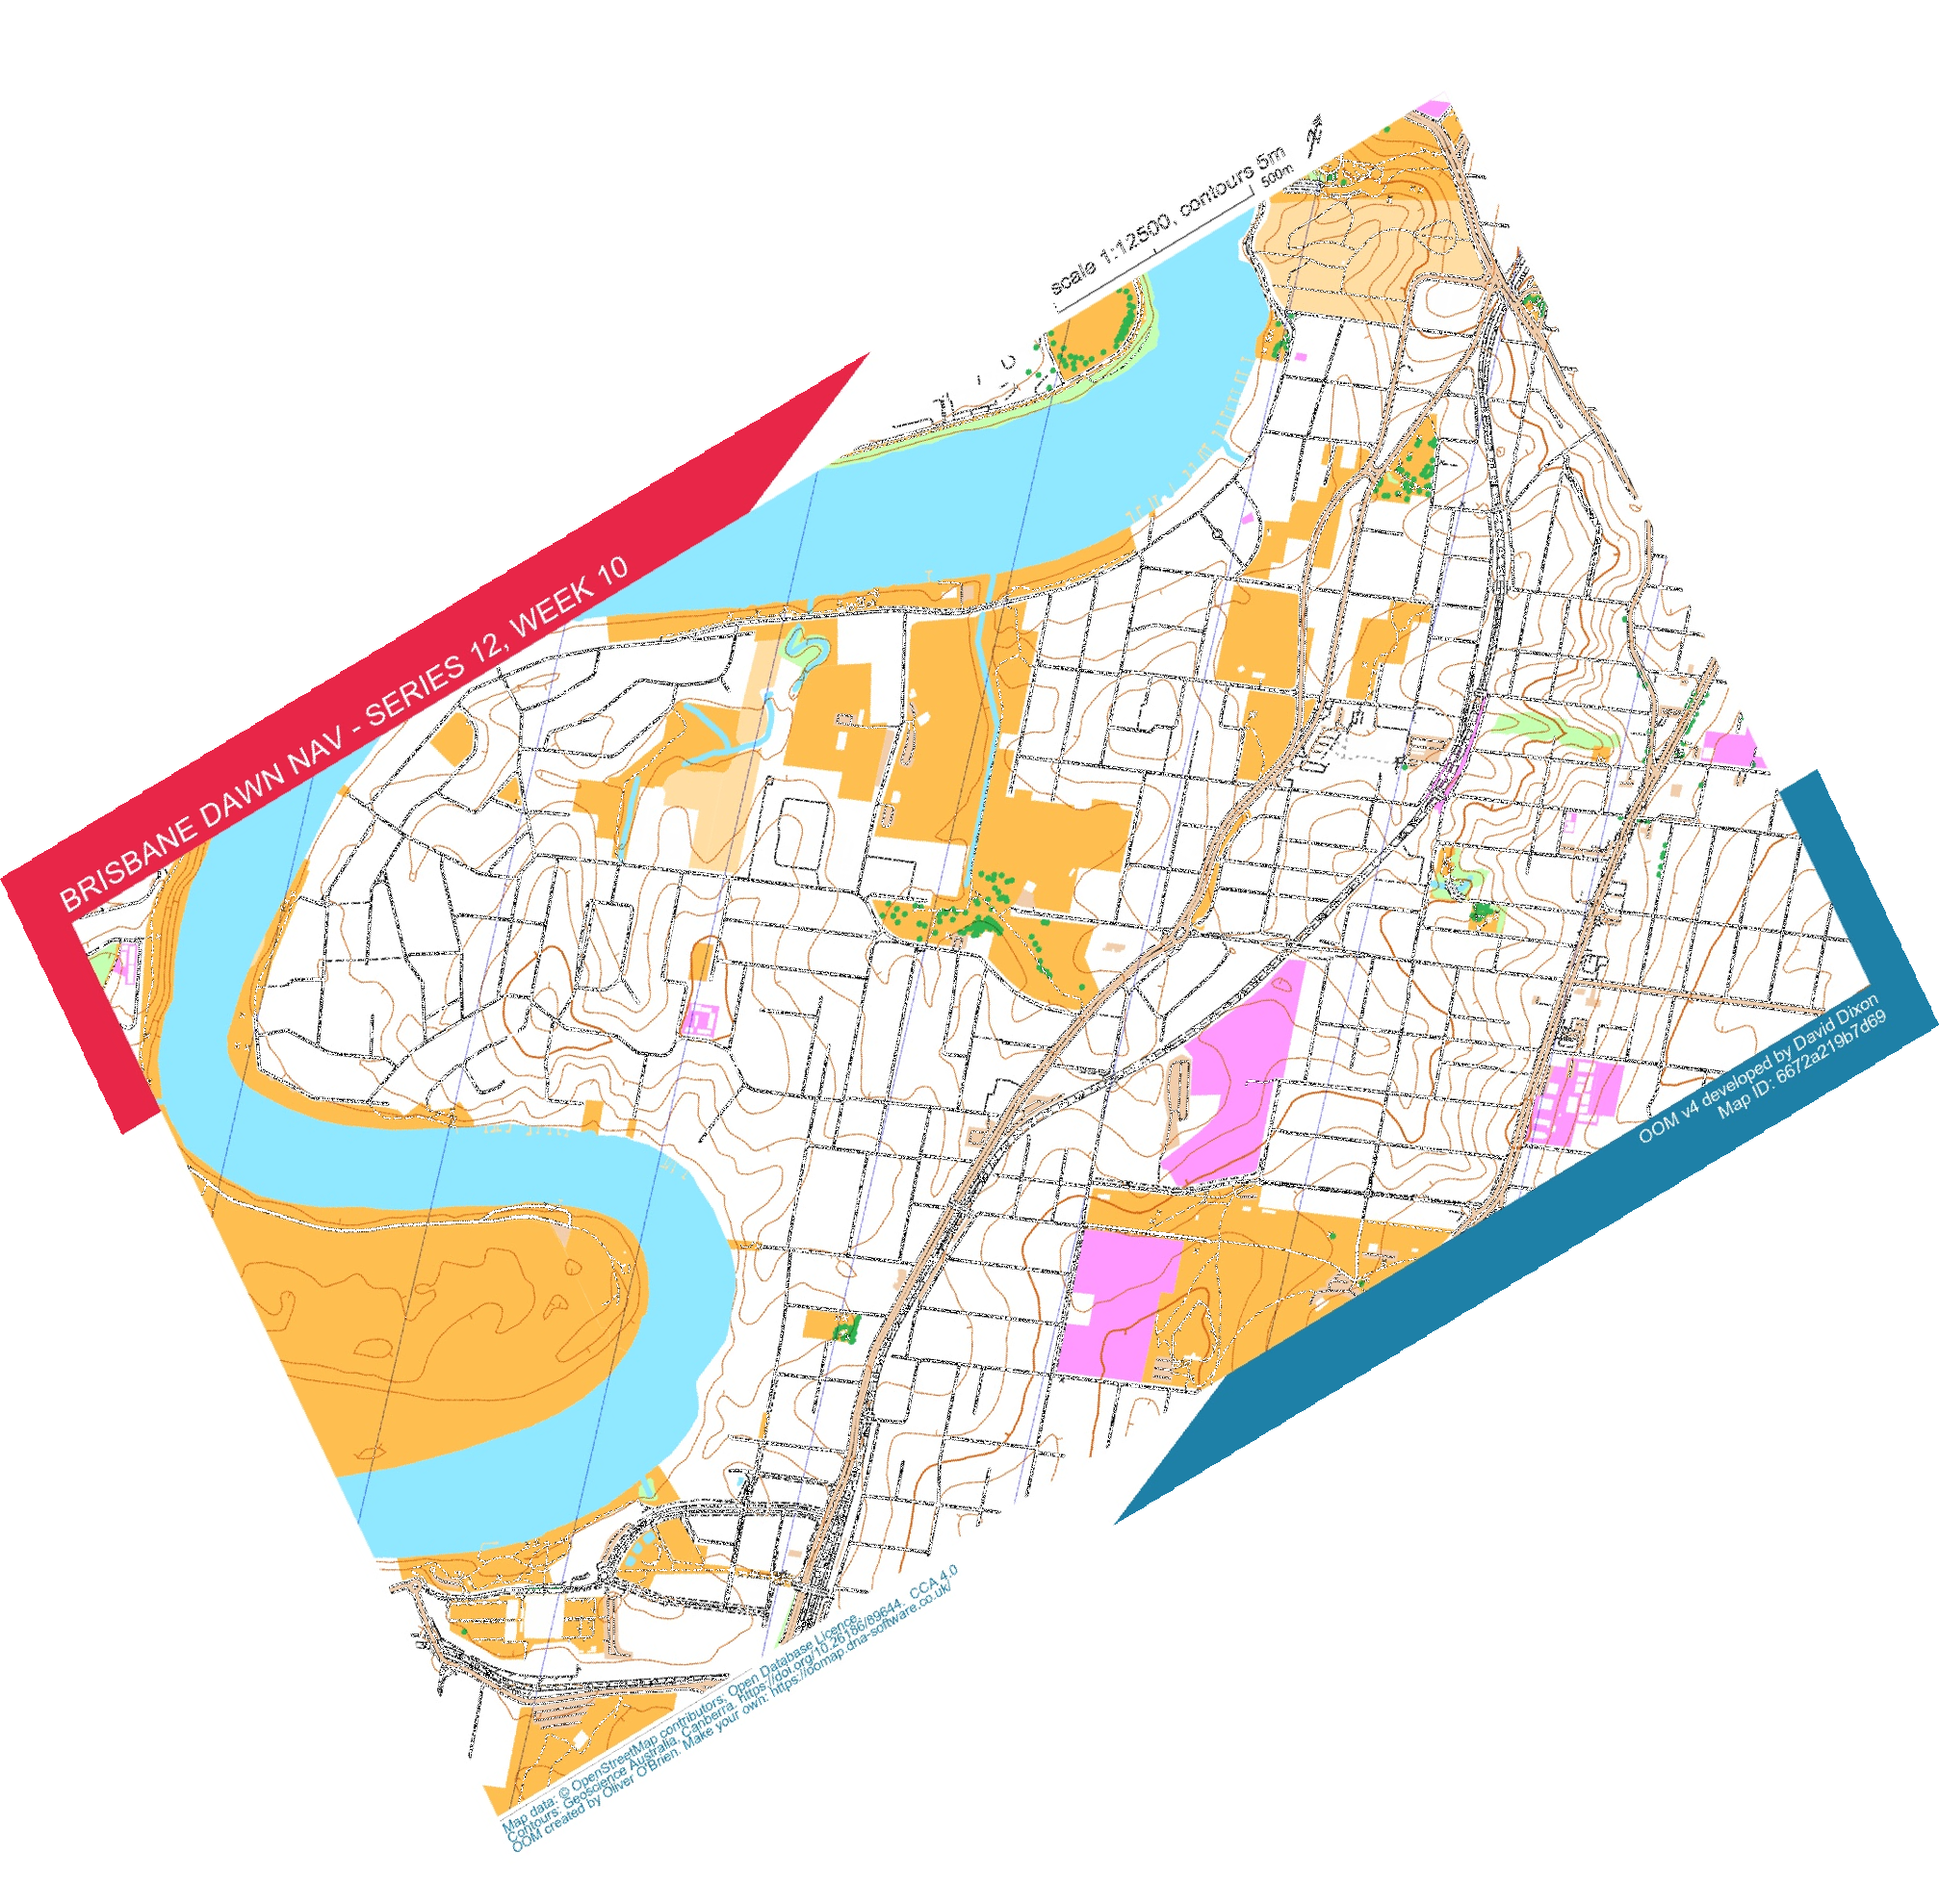 scale 1:12500, contours 5m
500m
BRISBANE DAWN NAV - SERIES 12, WEEK 10
OOM v4 developed by David Dixon
Map ID: 6672a219b7d69
Map data: © OpenStreetMap contributors, Open Database Licence.
Contours: Geoscience Australia, Canberra. https://doi.org/10.26186/89644. CCA 4.0
OOM created by Oliver O'Brien. Make your own: https://oomap.dna-software.co.uk/